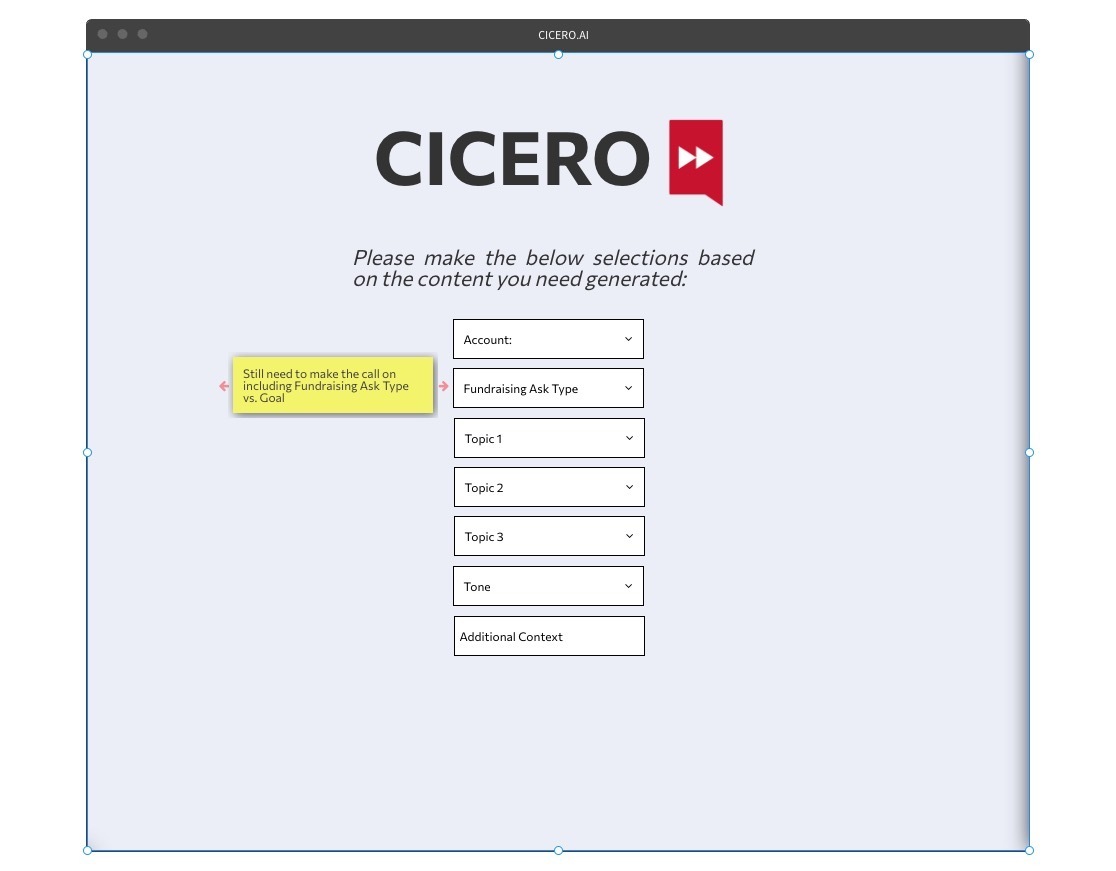 CICERO.AI
CICERO
Please make the below selections based
on the content you need generated:
Account:
Still need to make the call on
including Fundraising Ask Type
vs. Goal
Fundraising Ask Type
Topic 1
Topic 2
Topic 3
Tone
Additional Context